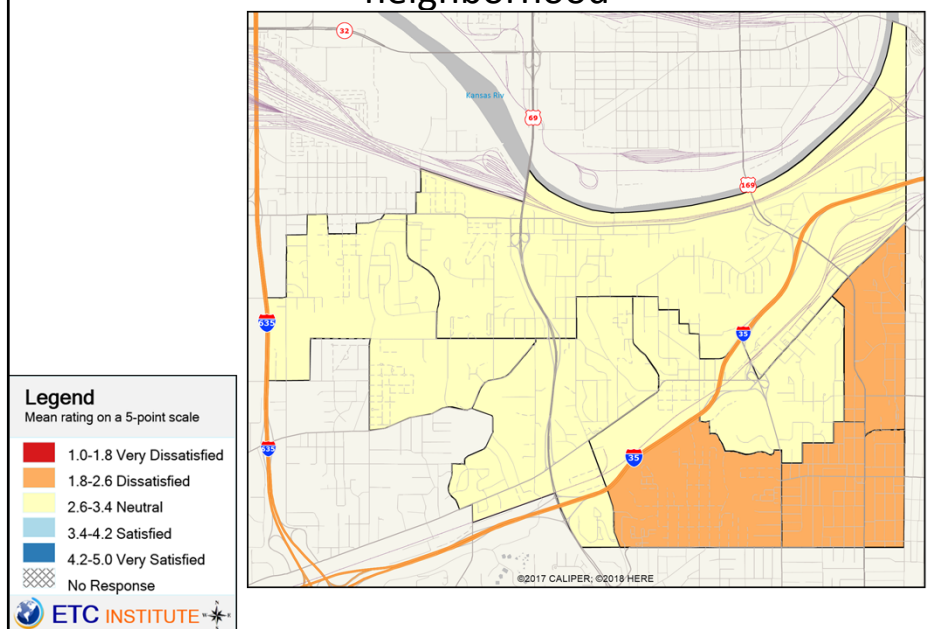 neighborhood
32
Kansas Riv
69
169
635
35
635
35
©2017 CALIPER; ©2018 HERE
Legend
Mean rating on a 5-point scale
1.0-1.8 Very Dissatisfied
1.8-2.6 Dissatisfied
2.6-3.4 Neutral
3.4-4.2 Satisfied
4.2-5.0 Very Satisfied
No Response
ETC INSTITUTE